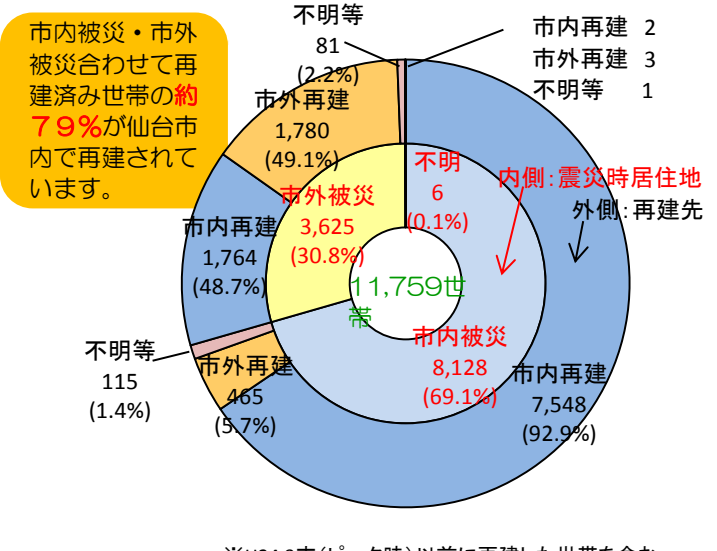 市内被災・市外
被災合わせて再
建済み世帯の約
７９％が仙台市
内で再建されて
います。
不明等
81
(2.2%)
市内再建 2
市外再建 3
不明等 1
市外再建
1,780
(49.1%)
不明
6
(0.1%)
内側：震災時居住地
外側：再建先
市外被災
3,625
(30.8%)
市内再建
1,764
(48.7%)
11,759世
帯
不明等
115
(1.4%)
市外再建
465
(5.7%)
市内被災
8,128
(69.1%)
市内再建
7,548
(92.9%)